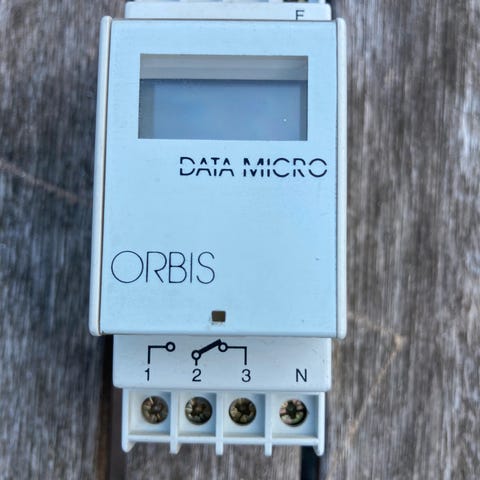 F
DATA MICRO
ORBIS
1 2 3 N